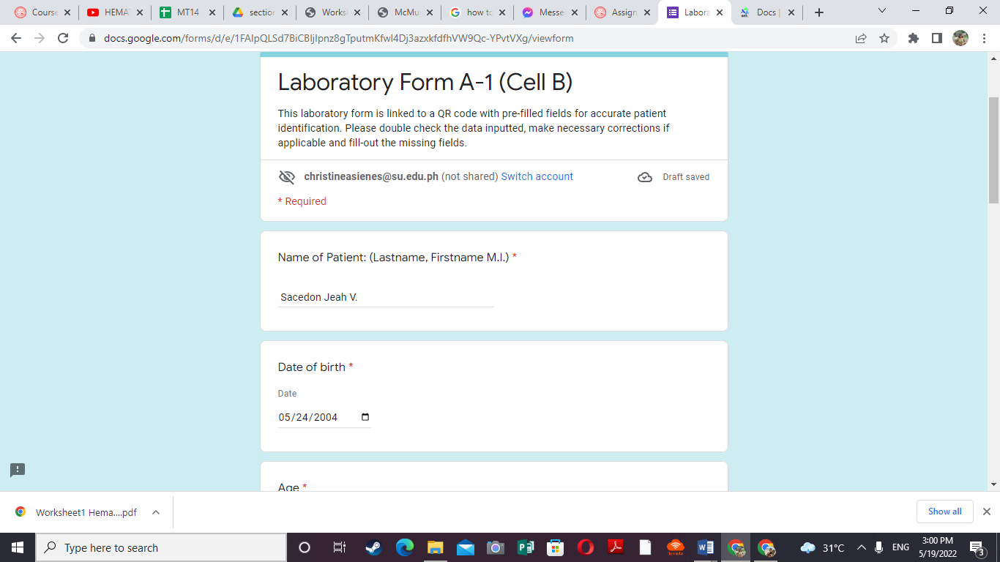 Course
HEMA
MT14
section
Works
McMu
how to
Messe
Assign
Labora
Docs |
docs.google.com/forms/d/e/1FAIpQLSd7BiCBljIpnz8gTputmKfwl4Dj3azxkfdfhVW9Qc-YPvtVXg/viewform
Laboratory Form A-1 (Cell B)
This laboratory form is linked to a QR code with pre-filled fields for accurate patient
identification. Please double check the data inputted, make necessary corrections if
applicable and fill-out the missing fields.
christineasienes@su.edu.ph (not shared) Switch account
Draft saved
* Required
Name of Patient: (Lastname, Firstname M.I.) *
Sacedon Jeah V.
Date of birth *
Date
05/24/2004
Age *
Worksheet1 Hema....pdf
Show all
Type here to search
31°C
ENG
3:00 PM
5/19/2022
3